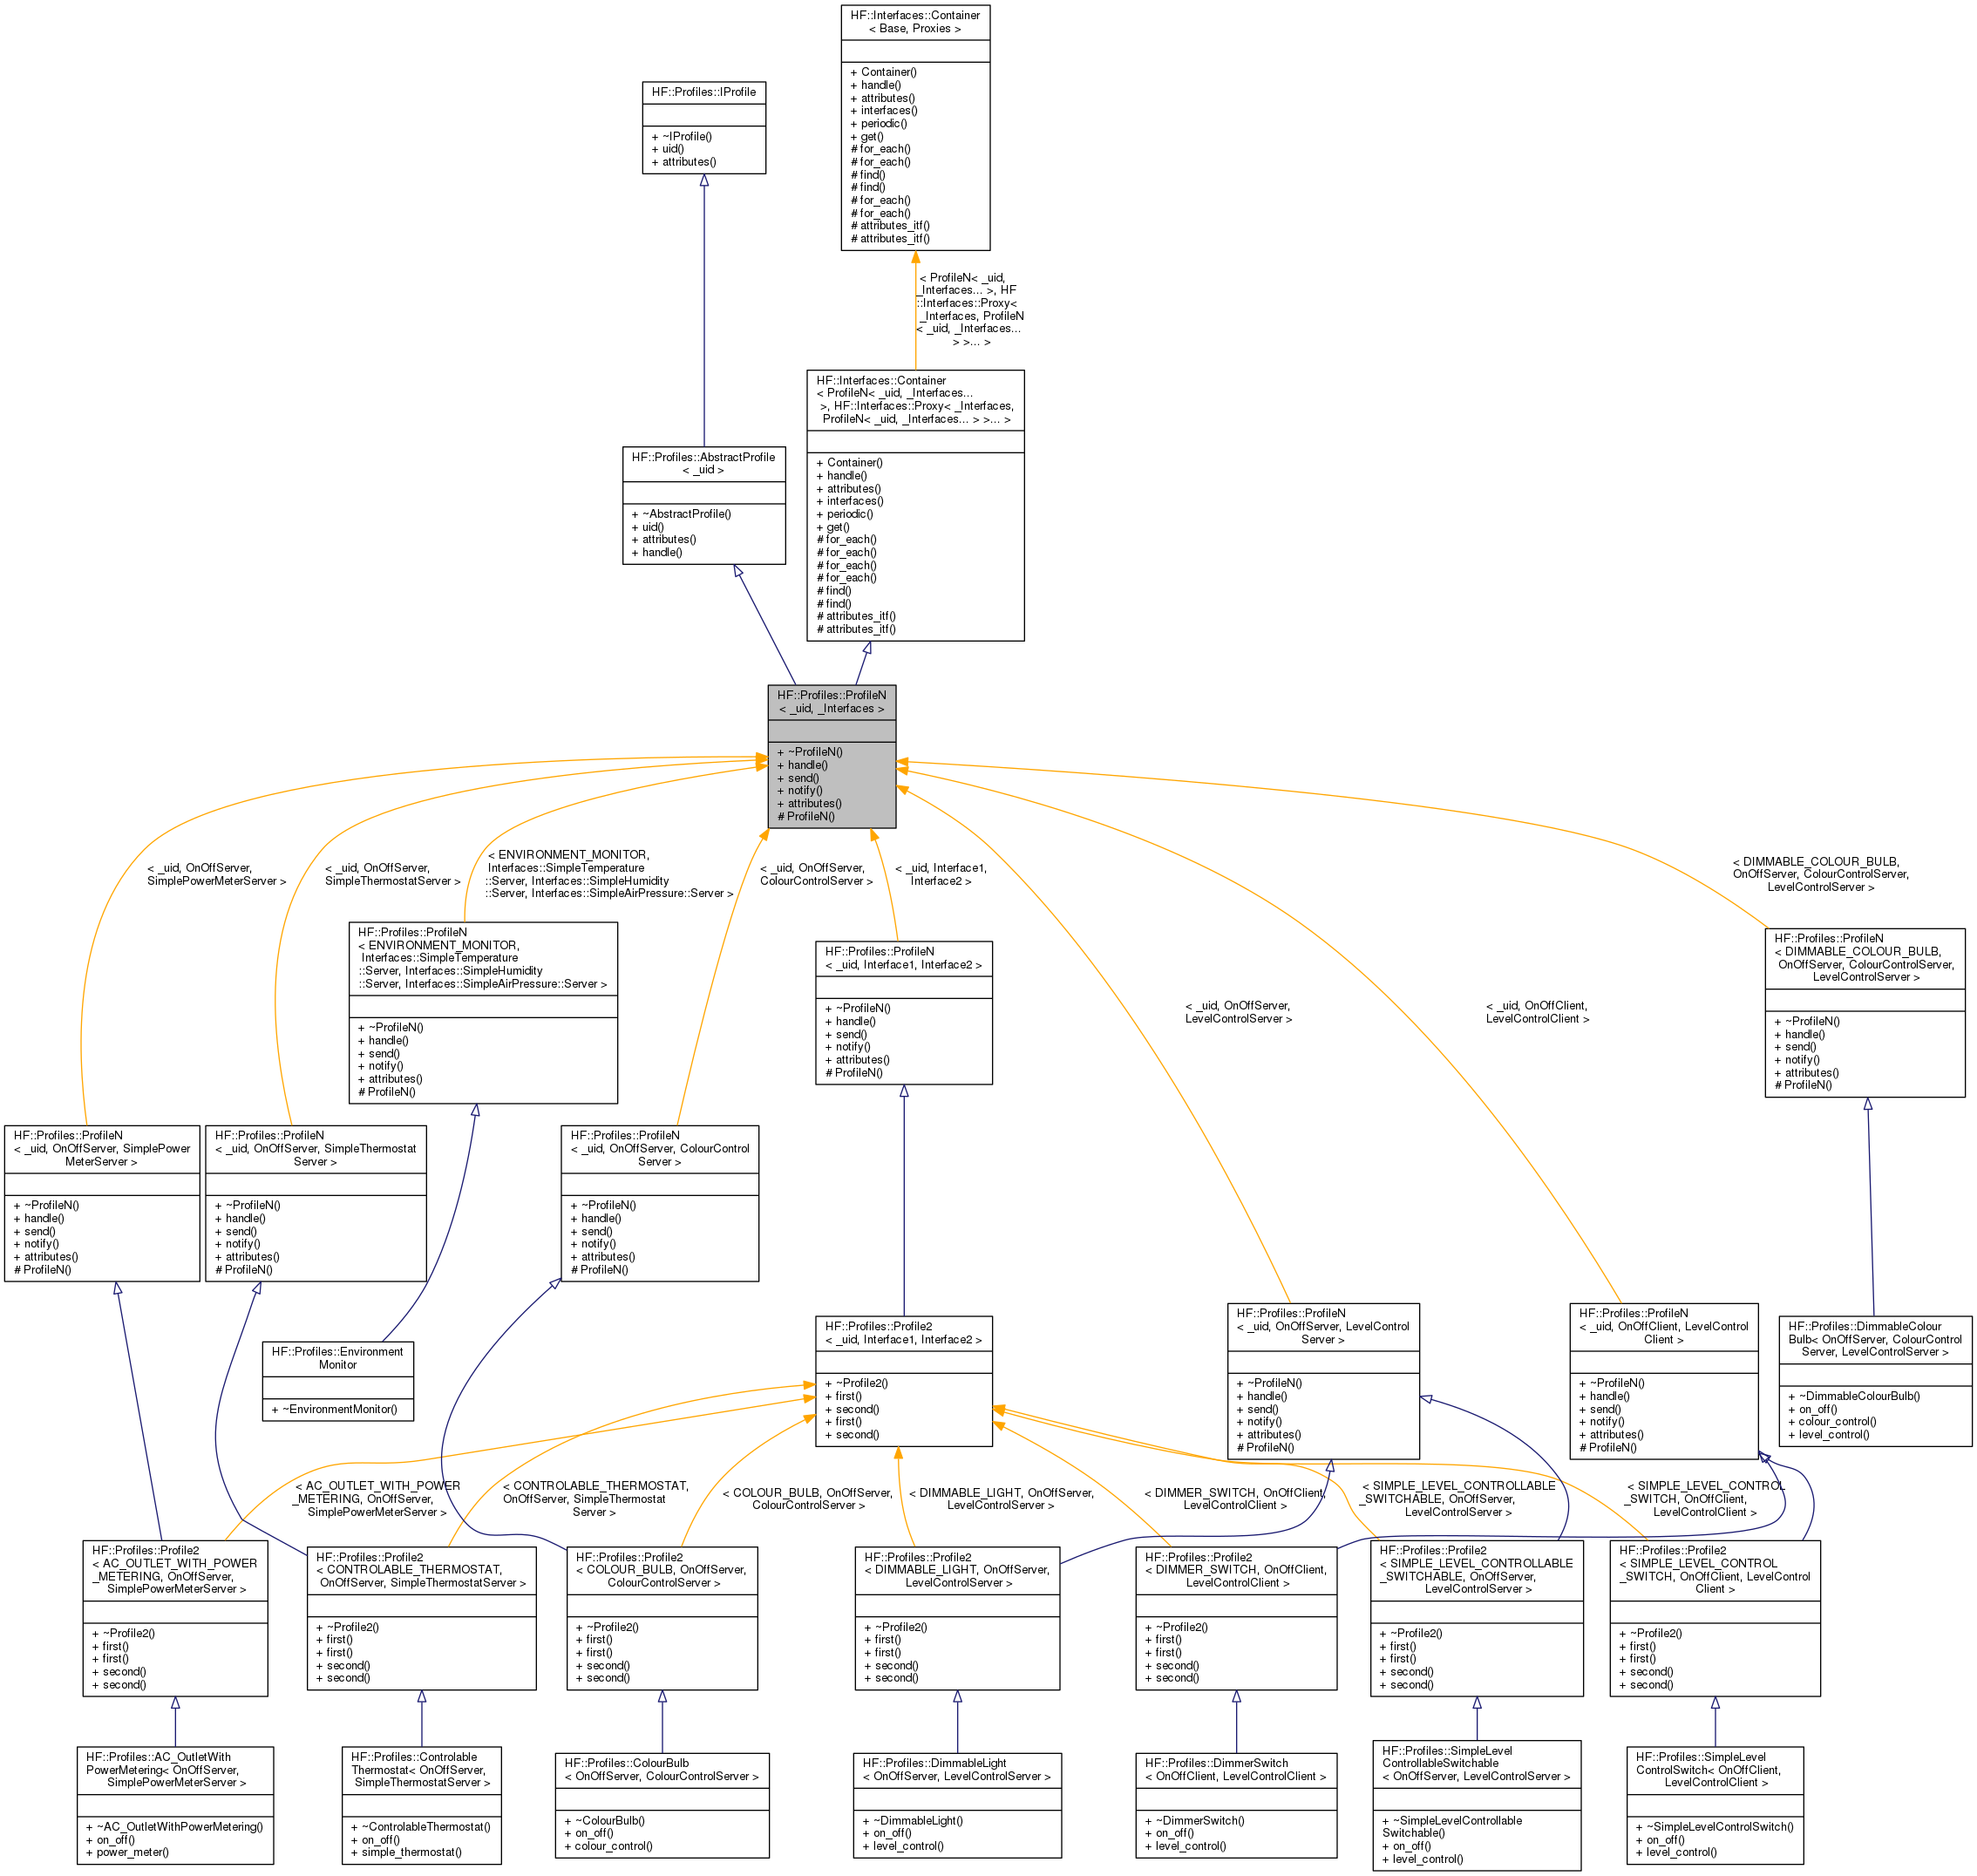 HF::Interfaces::Container
< Base, Proxies >
+ Container()
+ handle()
+ attributes()
+ interfaces()
+ periodic()
+ get()
# for_each()
# for_each()
# find()
# find()
# for_each()
# for_each()
# attributes_itf()
# attributes_itf()
HF::Profiles::IProfile
+ ~IProfile()
+ uid()
+ attributes()
< ProfileN< _uid,
_Interfaces... >, HF
::Interfaces::Proxy<
_Interfaces, ProfileN
< _uid, _Interfaces...
> >... >
HF::Interfaces::Container
< ProfileN< _uid, _Interfaces...
>, HF::Interfaces::Proxy< _Interfaces,
ProfileN< _uid, _Interfaces... > >... >
+ Container()
+ handle()
+ attributes()
+ interfaces()
+ periodic()
+ get()
# for_each()
# for_each()
# for_each()
# for_each()
# find()
# find()
# attributes_itf()
# attributes_itf()
HF::Profiles::AbstractProfile
< _uid >
+ ~AbstractProfile()
+ uid()
+ attributes()
+ handle()
HF::Profiles::ProfileN
< _uid, _Interfaces >
+ ~ProfileN()
+ handle()
+ send()
+ notify()
+ attributes()
# ProfileN()
< _uid, OnOffServer,
SimplePowerMeterServer >
< _uid, OnOffServer,
SimpleThermostatServer >
< ENVIRONMENT_MONITOR,
Interfaces::SimpleTemperature
::Server, Interfaces::SimpleHumidity
::Server, Interfaces::SimpleAirPressure::Server >
< _uid, OnOffServer,
ColourControlServer >
< _uid, Interface1,
Interface2 >
< _uid, OnOffServer,
LevelControlServer >
< _uid, OnOffClient,
LevelControlClient >
< DIMMABLE_COLOUR_BULB,
OnOffServer, ColourControlServer,
LevelControlServer >
HF::Profiles::ProfileN
< ENVIRONMENT_MONITOR,
Interfaces::SimpleTemperature
::Server, Interfaces::SimpleHumidity
::Server, Interfaces::SimpleAirPressure::Server >
+ ~ProfileN()
+ handle()
+ send()
+ notify()
+ attributes()
# ProfileN()
HF::Profiles::ProfileN
< _uid, Interface1, Interface2 >
+ ~ProfileN()
+ handle()
+ send()
+ notify()
+ attributes()
# ProfileN()
HF::Profiles::ProfileN
< DIMMABLE_COLOUR_BULB,
OnOffServer, ColourControlServer,
LevelControlServer >
+ ~ProfileN()
+ handle()
+ send()
+ notify()
+ attributes()
# ProfileN()
HF::Profiles::ProfileN
< _uid, OnOffServer, SimplePower
MeterServer >
+ ~ProfileN()
+ handle()
+ send()
+ notify()
+ attributes()
# ProfileN()
HF::Profiles::ProfileN
< _uid, OnOffServer, SimpleThermostat
Server >
+ ~ProfileN()
+ handle()
+ send()
+ notify()
+ attributes()
# ProfileN()
HF::Profiles::ProfileN
< _uid, OnOffServer, ColourControl
Server >
+ ~ProfileN()
+ handle()
+ send()
+ notify()
+ attributes()
# ProfileN()
HF::Profiles::Environment
Monitor
+ ~EnvironmentMonitor()
HF::Profiles::Profile2
< _uid, Interface1, Interface2 >
+ ~Profile2()
+ first()
+ second()
+ first()
+ second()
HF::Profiles::ProfileN
< _uid, OnOffServer, LevelControl
Server >
+ ~ProfileN()
+ handle()
+ send()
+ notify()
+ attributes()
# ProfileN()
HF::Profiles::ProfileN
< _uid, OnOffClient, LevelControl
Client >
+ ~ProfileN()
+ handle()
+ send()
+ notify()
+ attributes()
# ProfileN()
HF::Profiles::DimmableColour
Bulb< OnOffServer, ColourControl
Server, LevelControlServer >
+ ~DimmableColourBulb()
+ on_off()
+ colour_control()
+ level_control()
< AC_OUTLET_WITH_POWER
_METERING, OnOffServer,
SimplePowerMeterServer >
< CONTROLABLE_THERMOSTAT,
OnOffServer, SimpleThermostat
Server >
< COLOUR_BULB, OnOffServer,
ColourControlServer >
< DIMMABLE_LIGHT, OnOffServer,
LevelControlServer >
< DIMMER_SWITCH, OnOffClient,
LevelControlClient >
< SIMPLE_LEVEL_CONTROLLABLE
_SWITCHABLE, OnOffServer,
LevelControlServer >
< SIMPLE_LEVEL_CONTROL
_SWITCH, OnOffClient,
LevelControlClient >
HF::Profiles::Profile2
< AC_OUTLET_WITH_POWER
_METERING, OnOffServer,
SimplePowerMeterServer >
+ ~Profile2()
+ first()
+ first()
+ second()
+ second()
HF::Profiles::Profile2
< CONTROLABLE_THERMOSTAT,
OnOffServer, SimpleThermostatServer >
+ ~Profile2()
+ first()
+ first()
+ second()
+ second()
HF::Profiles::Profile2
< COLOUR_BULB, OnOffServer,
ColourControlServer >
+ ~Profile2()
+ first()
+ first()
+ second()
+ second()
HF::Profiles::Profile2
< DIMMABLE_LIGHT, OnOffServer,
LevelControlServer >
+ ~Profile2()
+ first()
+ first()
+ second()
+ second()
HF::Profiles::Profile2
< DIMMER_SWITCH, OnOffClient,
LevelControlClient >
+ ~Profile2()
+ first()
+ first()
+ second()
+ second()
HF::Profiles::Profile2
< SIMPLE_LEVEL_CONTROLLABLE
_SWITCHABLE, OnOffServer,
LevelControlServer >
+ ~Profile2()
+ first()
+ first()
+ second()
+ second()
HF::Profiles::Profile2
< SIMPLE_LEVEL_CONTROL
_SWITCH, OnOffClient, LevelControl
Client >
+ ~Profile2()
+ first()
+ first()
+ second()
+ second()
HF::Profiles::AC_OutletWith
PowerMetering< OnOffServer,
SimplePowerMeterServer >
+ ~AC_OutletWithPowerMetering()
+ on_off()
+ power_meter()
HF::Profiles::Controlable
Thermostat< OnOffServer,
SimpleThermostatServer >
+ ~ControlableThermostat()
+ on_off()
+ simple_thermostat()
HF::Profiles::ColourBulb
< OnOffServer, ColourControlServer >
+ ~ColourBulb()
+ on_off()
+ colour_control()
HF::Profiles::DimmableLight
< OnOffServer, LevelControlServer >
+ ~DimmableLight()
+ on_off()
+ level_control()
HF::Profiles::DimmerSwitch
< OnOffClient, LevelControlClient >
+ ~DimmerSwitch()
+ on_off()
+ level_control()
HF::Profiles::SimpleLevel
ControllableSwitchable
< OnOffServer, LevelControlServer >
+ ~SimpleLevelControllable
Switchable()
+ on_off()
+ level_control()
HF::Profiles::SimpleLevel
ControlSwitch< OnOffClient,
LevelControlClient >
+ ~SimpleLevelControlSwitch()
+ on_off()
+ level_control()